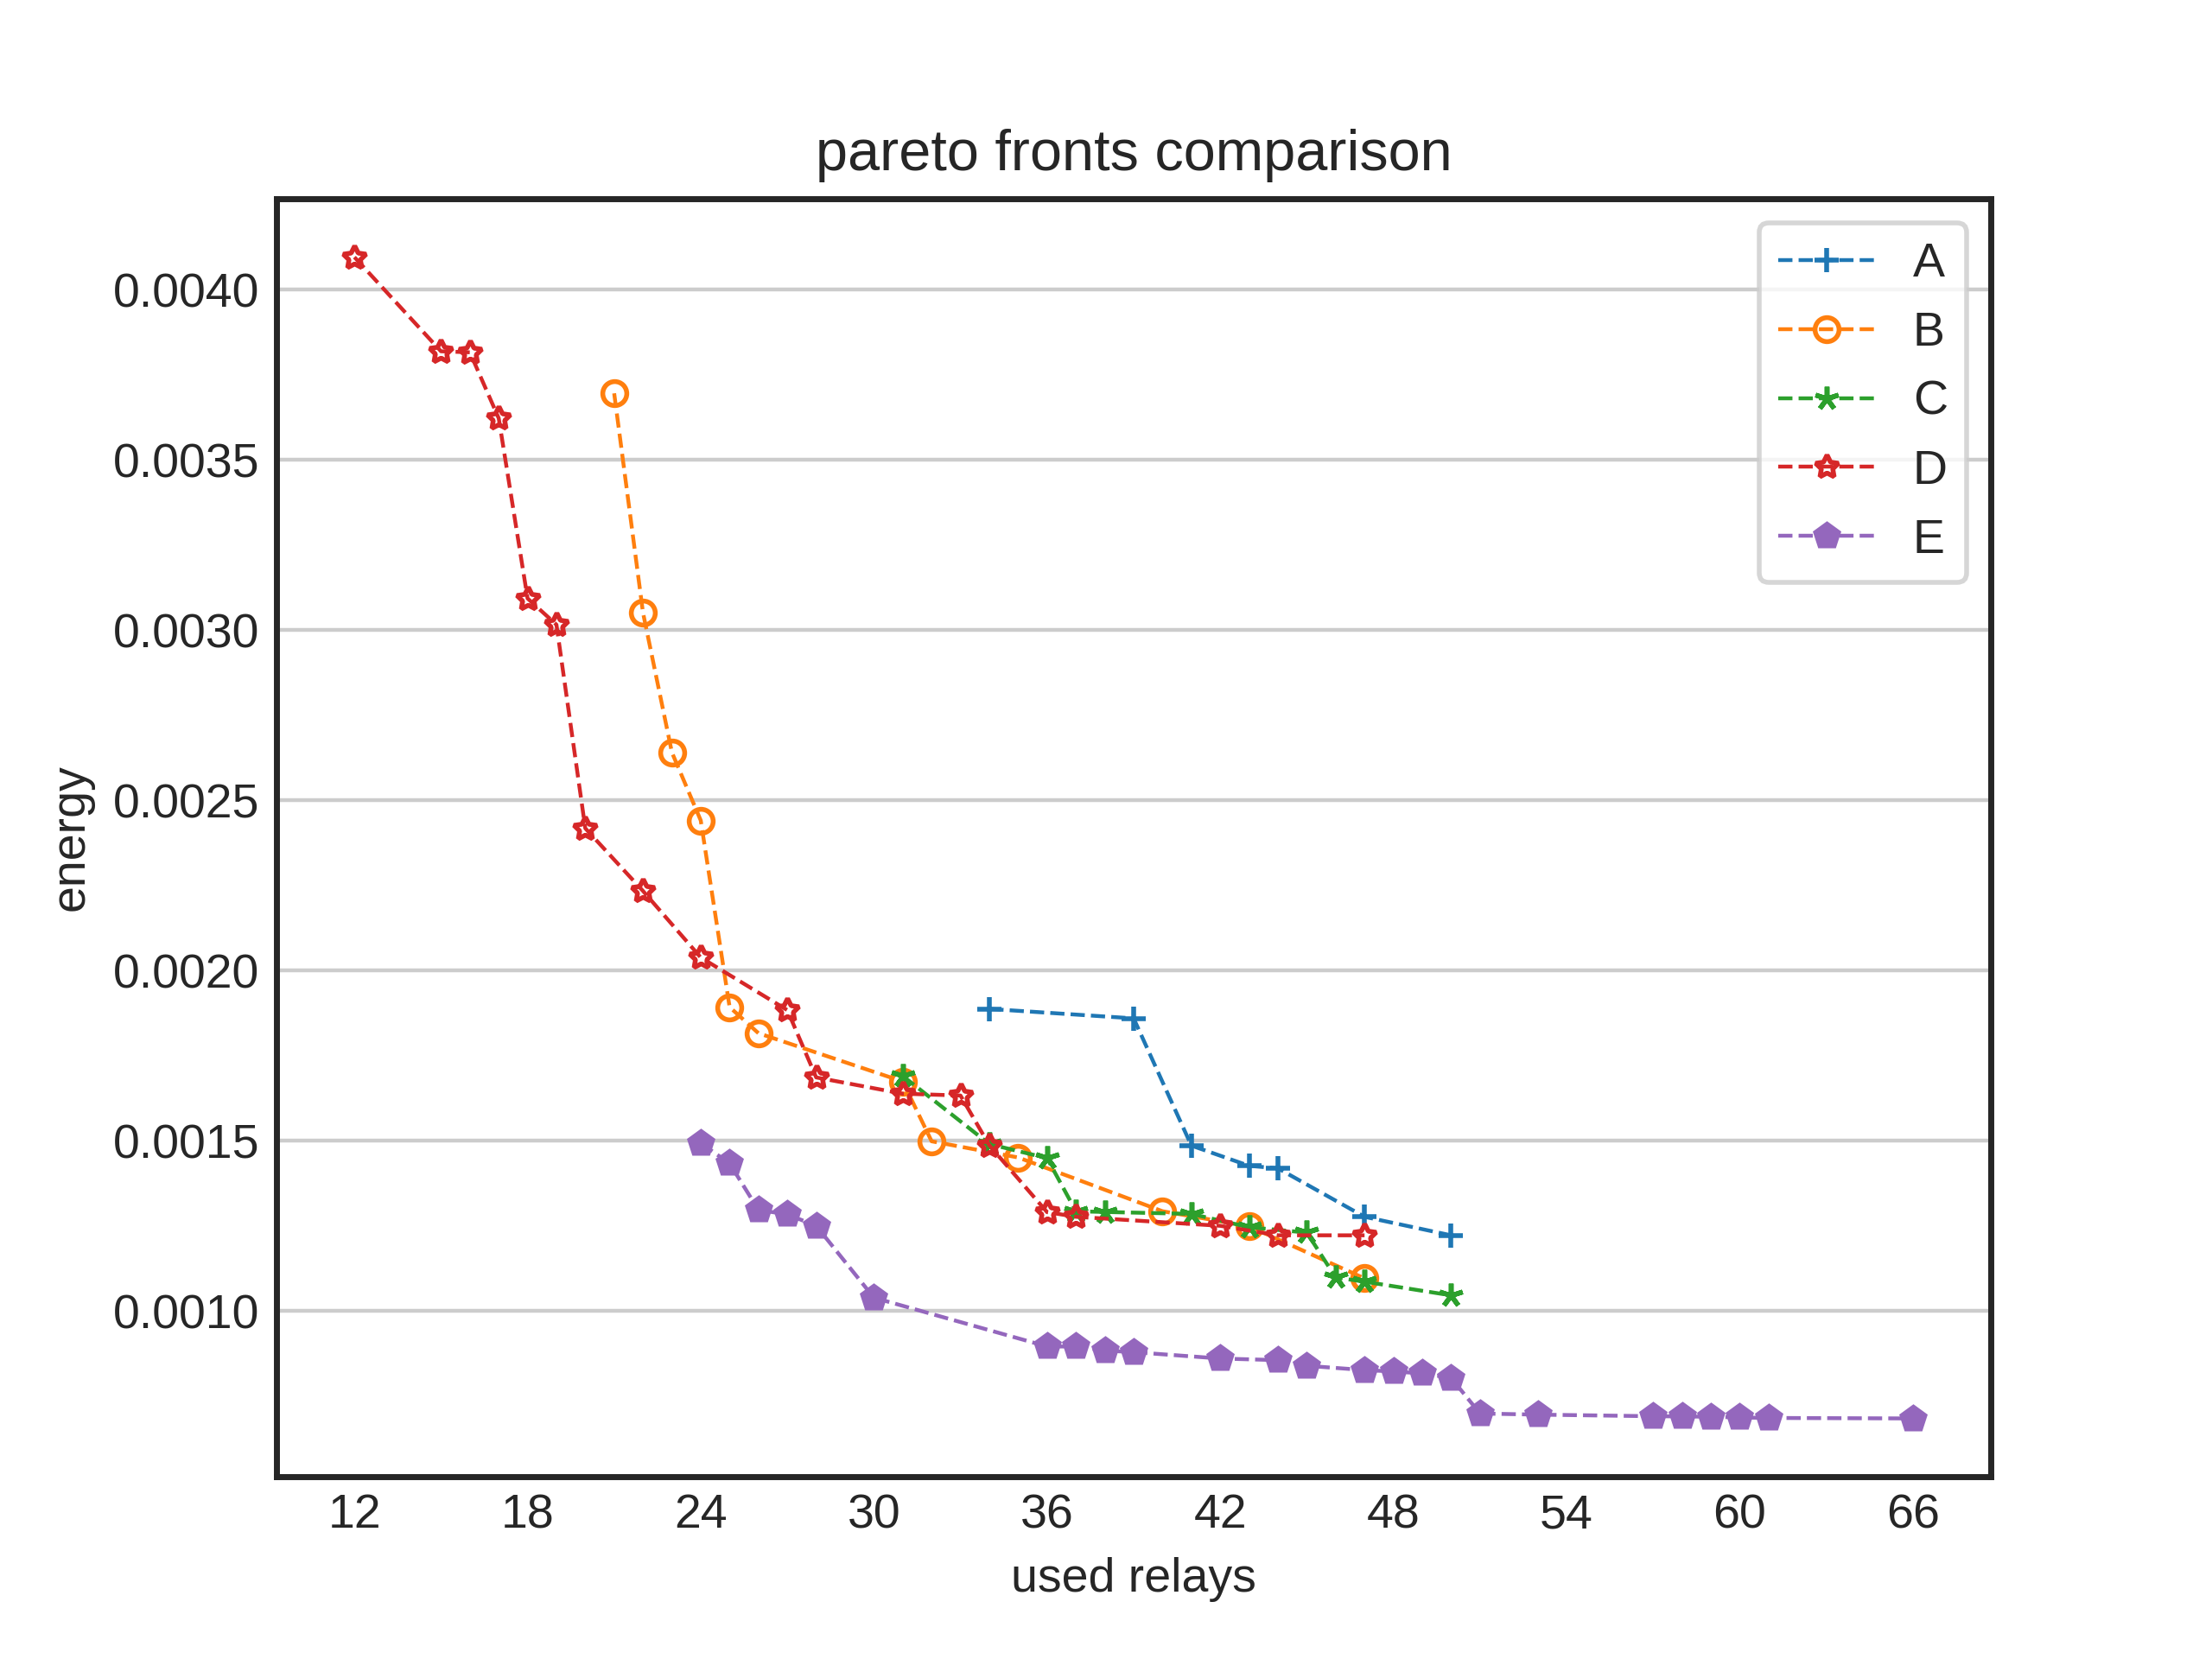 pareto fronts comparison
A
B
C
D
E
0.0040
0.0035
0.0030
0.0025
0.0020
0.0015
0.0010
energy
12 18 24 30 36 42 48 54 60 66
used relays